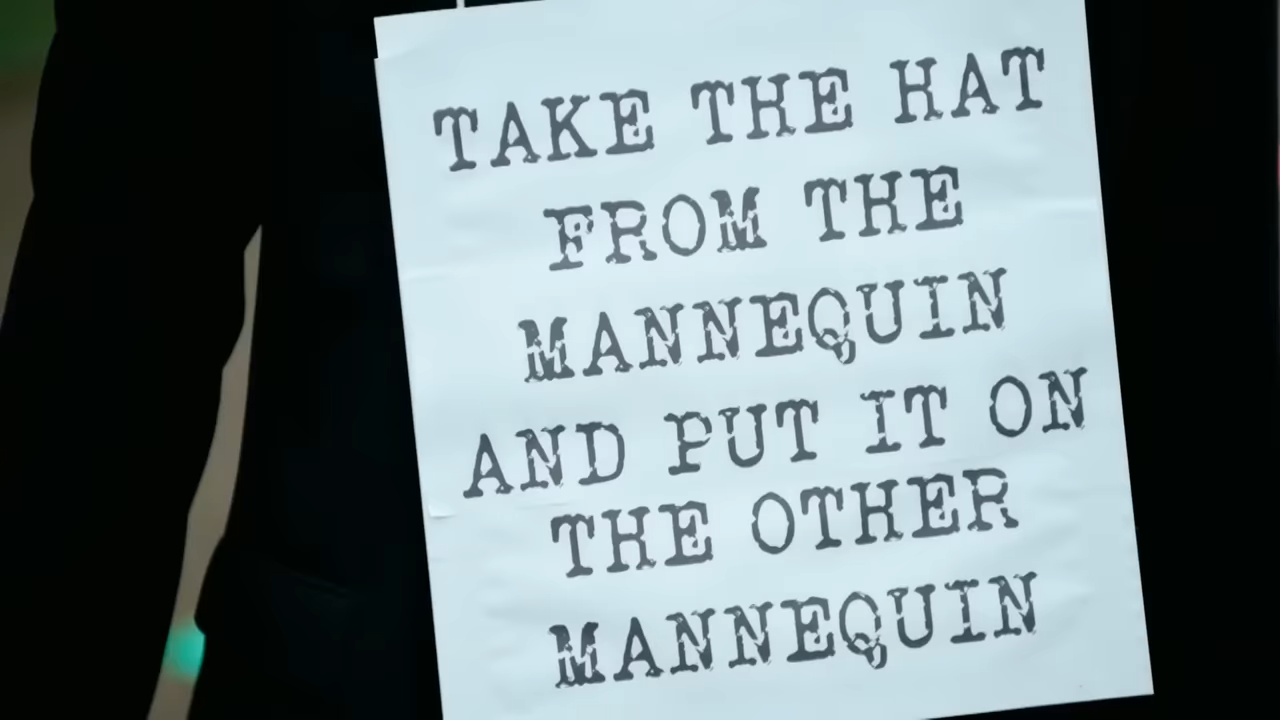 TAKE THE HAT
FROM THE
MANNEQUIN
AND PUT IT ON
THE OTHER
MANNEQUIN